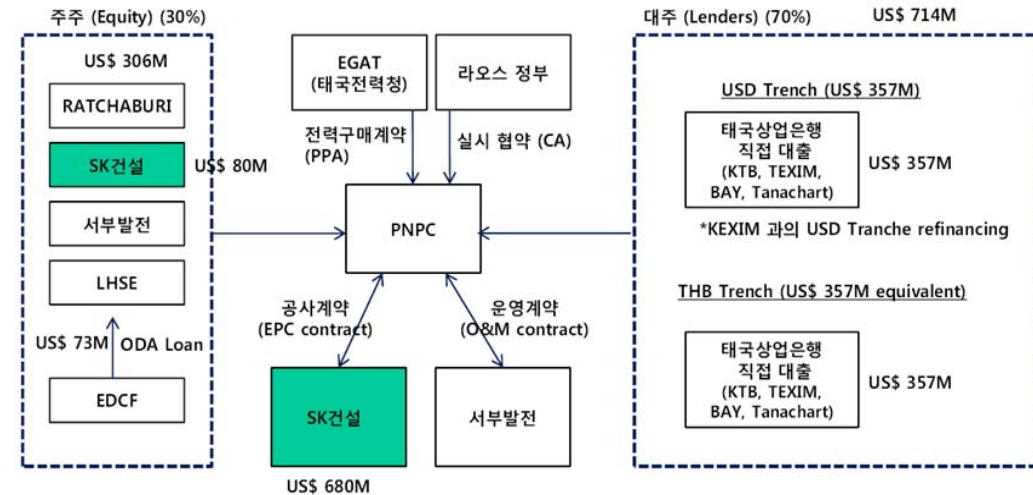 주주 (Equity) (30%)
US$ 306M
RATCHABURI
SK건설
US$ 80M
서부발전
LHSE
US$ 73M
ODA Loan
EDCF
EGAT
(태국전력청)
라오스 정부
전력구매계약
(PPA)
실시 협약 (CA)
PNPC
공사계약
(EPC contract)
운영계약
(O&M contract)
SK건설
서부발전
US$ 680M
대주 (Lenders) (70%)
US$ 714M
USD Trench (US$ 357M)
태국상업은행
직접 대출
(KTB, TEXIM,
BAY, Tanachart)
US$ 357M
*KEXIM 과의 USD Tranche refinancing
THB Trench (US$ 357M equivalent)
태국상업은행
직접 대출
(KTB, TEXIM,
BAY, Tanachart)
US$ 357M